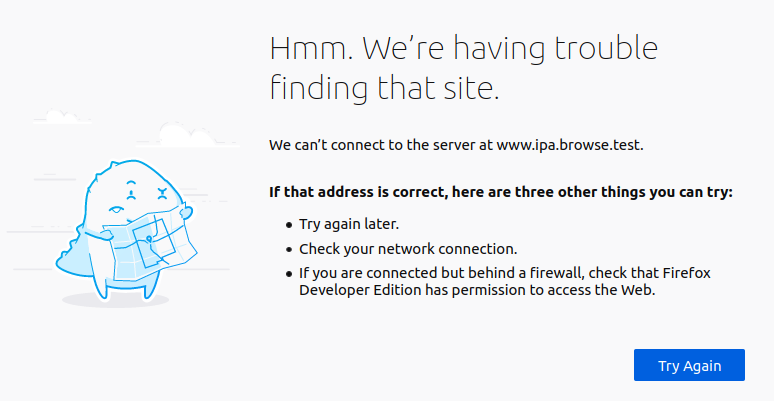 Hmm. We’re having trouble
finding that site.
We can’t connect to the server at www.ipa.browse.test.
If that address is correct, here are three other things you can try:
• Try again later.
• Check your network connection.
• If you are connected but behind a firewall, check that Firefox
Developer Edition has permission to access the Web.
Try Again